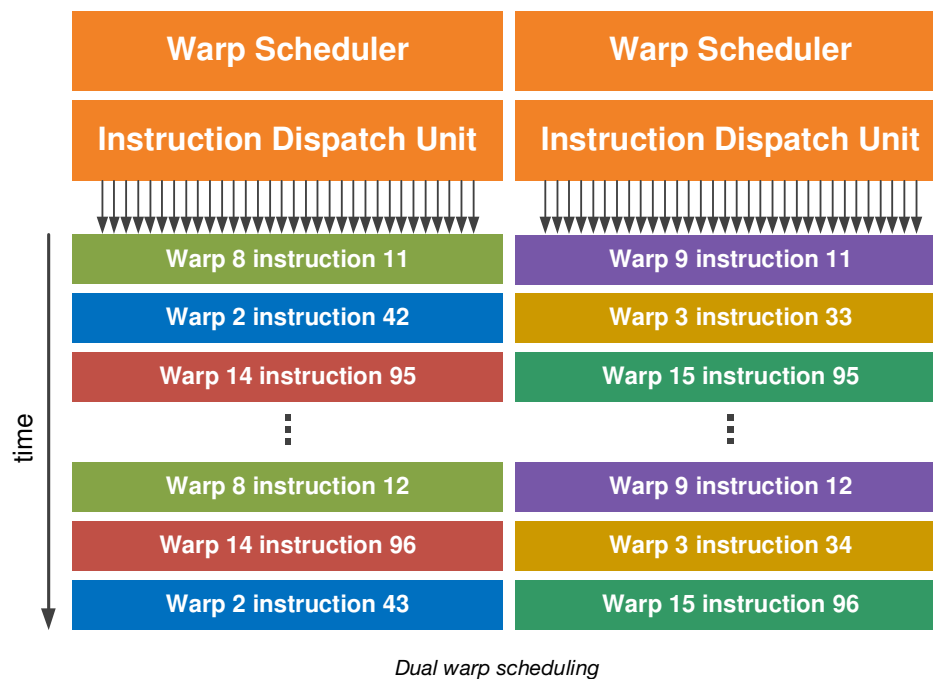 Warp Scheduler
Warp Scheduler
Instruction Dispatch Unit
Instruction Dispatch Unit
Warp 8 instruction 11
Warp 9 instruction 11
Warp 2 instruction 42
Warp 3 instruction 33
Warp 14 instruction 95
Warp 15 instruction 95
time
Warp 8 instruction 12
Warp 9 instruction 12
Warp 14 instruction 96
Warp 3 instruction 34
Warp 2 instruction 43
Warp 15 instruction 96
Dual warp scheduling